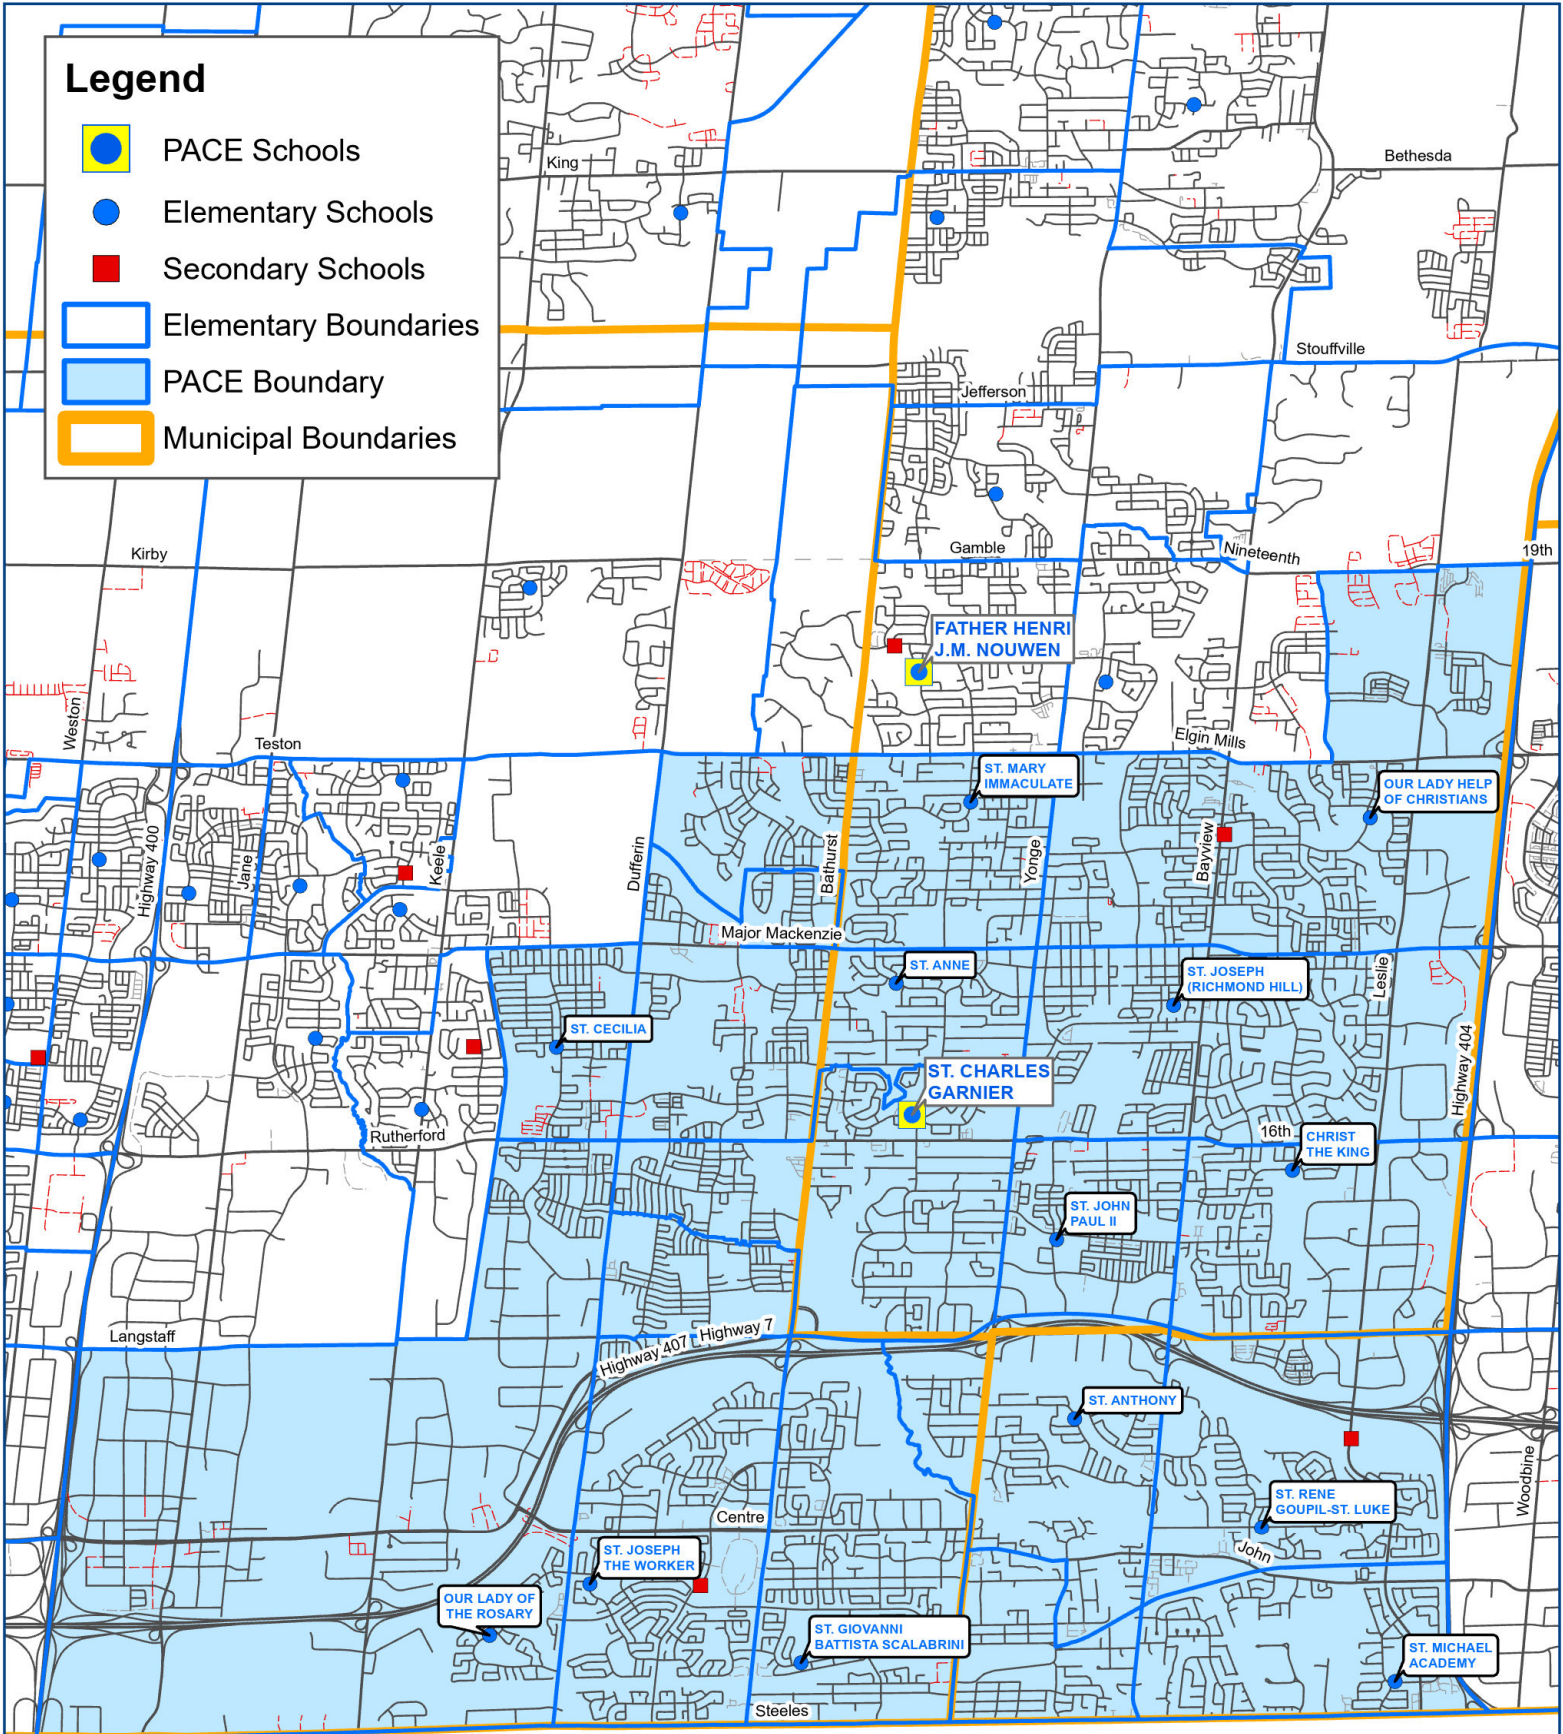 Legend
PACE Schools
Elementary Schools
Secondary Schools
Elementary Boundaries
PACE Boundary
Municipal Boundaries
King
Bethesda
Stouffville
Jefferson
Kirby
Gamble
Nineteenth
19th
FATHER HENRI
J.M. NOUWEN
Weston
Teston
Elgin Mills
ST. MARY
IMMACULATE
OUR LADY HELP
OF CHRISTIANS
Highway 400
Jane
Keele
Dufferin
Bathurst
Yonge
Bayview
Major Mackenzie
ST. ANNE
ST. JOSEPH
(RICHMOND HILL)
Leslie
ST. CECILIA
Highway 404
ST. CHARLES
GARNIER
Rutherford
16th
CHRIST
THE KING
ST. JOHN
PAUL II
Langstaff
Highway 407
Highway 7
ST. ANTHONY
Woodbine
ST. RENE
GOUPIL-ST. LUKE
Centre
John
ST. JOSEPH
THE WORKER
OUR LADY OF
THE ROSARY
ST. GIOVANNI
BATTISTA SCALABRINI
ST. MICHAEL
ACADEMY
Steeles